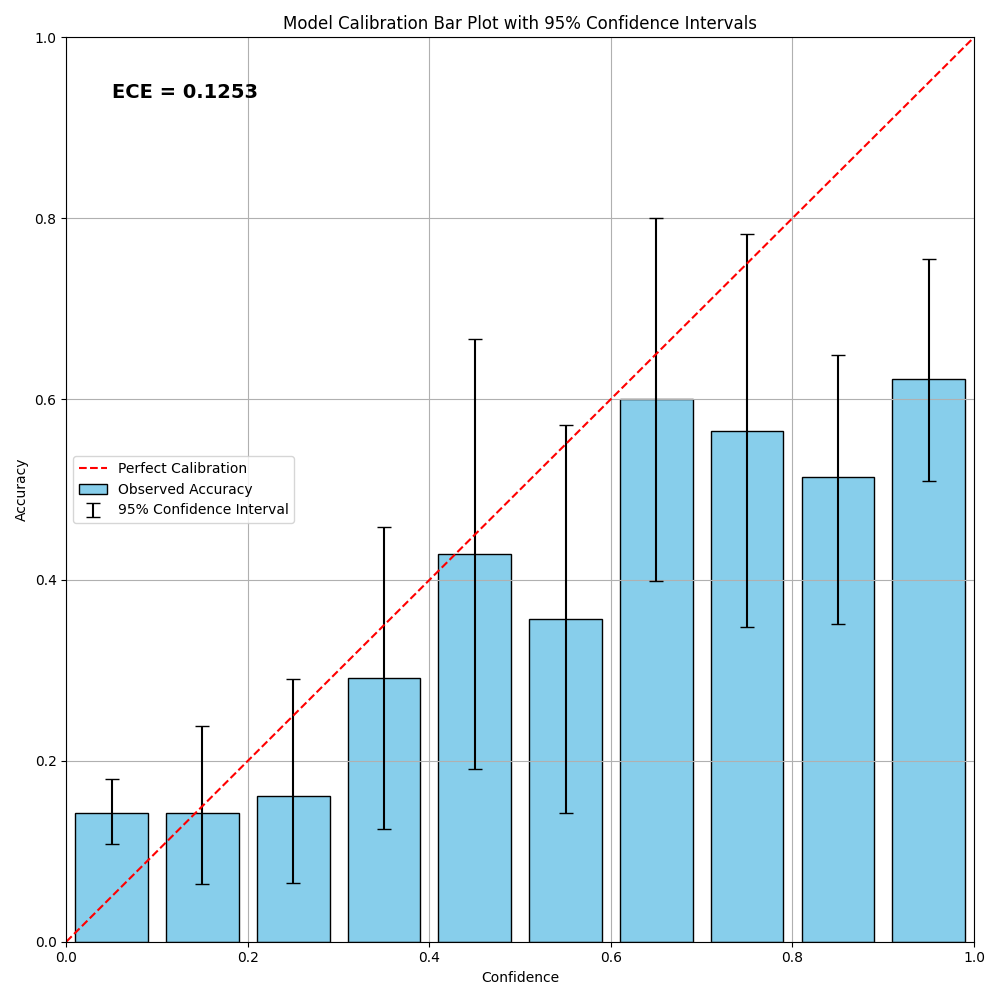 Model Calibration Bar Plot with 95% Confidence Intervals
1.0
ECE = 0.1253
0.8
0.6
Perfect Calibration
Observed Accuracy
95% Confidence Interval
Accuracy
0.4
0.2
0.0
0.0 0.2 0.4 0.6 0.8 1.0
Confidence